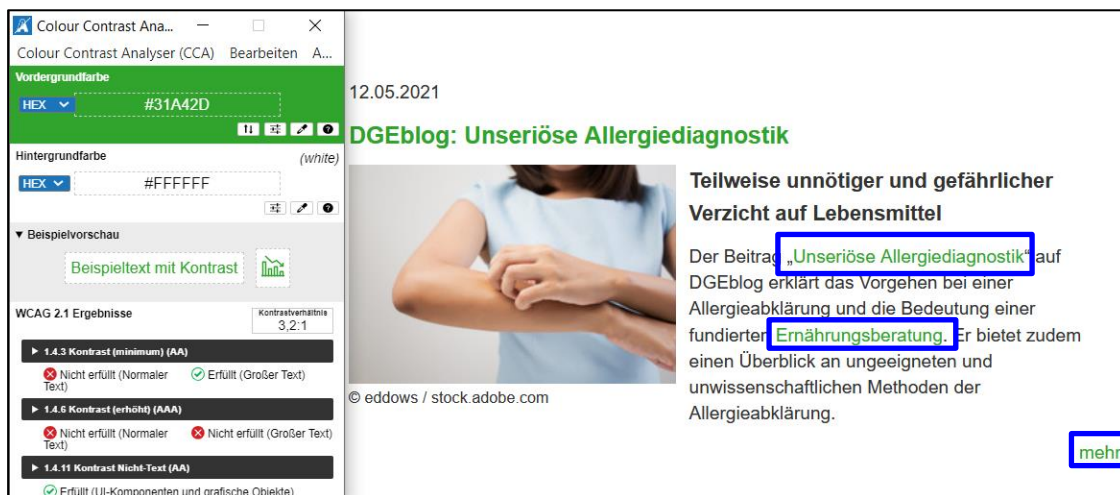 Colour Contrast Ana...
Colour Contrast Analyser (CCA) Bearbeiten A...
Vordergrundfarbe
HEX #31A42D
Hintergrundfarbe (white)
HEX #FFFFFF
▼ Beispielvorschau
Beispieltext mit Kontrast
WCAG 2.1 Ergebnisse
Kontrastverhältnis
3,2:1
▶ 1.4.3 Kontrast (minimum) (AA)
Nicht erfüllt (Normaler Text)
Erfüllt (Großer Text)
▶ 1.4.6 Kontrast (erhöht) (AAA)
Nicht erfüllt (Normaler Text)
Nicht erfüllt (Großer Text)
▶ 1.4.11 Kontrast Nicht-Text (AA)
Erfüllt (UI-Komponenten und grafische Objekte)
12.05.2021
DGEblog: Unseriöse Allergiediagnostik
© eddows / stock.adobe.com
Teilweise unnötiger und gefährlicher
Verzicht auf Lebensmittel
Der Beitrag „Unseriöse Allergiediagnostik“ auf
DGEblog erklärt das Vorgehen bei einer
Allergieabklärung und die Bedeutung einer
fundierten Ernährungsberatung. Er bietet zudem
einen Überblick an ungeeigneten und
unwissenschaftlichen Methoden der
Allergieabklärung.
mehr